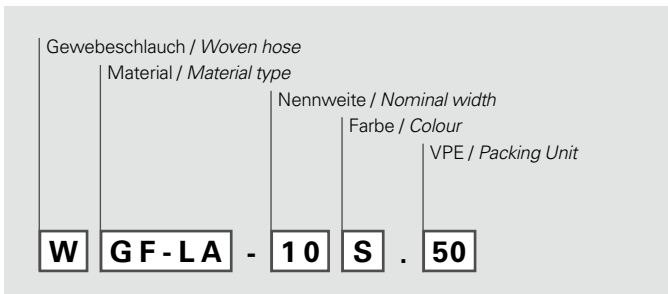 Gewebeschlauch / Woven hose
Material / Material type
Nennweite / Nominal width
Farbe / Colour
VPE / Packing Unit
W GF-LA - 10 S . 50